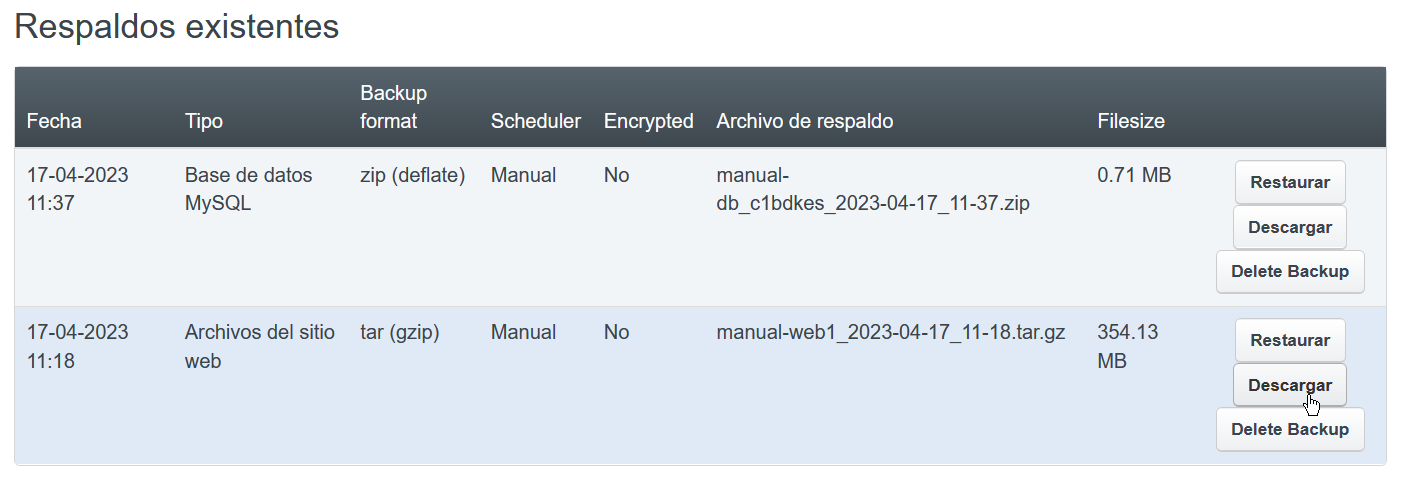 Respaldos existentes
Fecha Tipo Backup format Scheduler Encrypted Archivo de respaldo Filesize
17-04-2023 11:37 Base de datos MySQL zip (deflate) Manual No manual-db_c1bdkes_2023-04-17_11-37.zip 0.71 MB
Restaurar
Descargar
Delete Backup
17-04-2023 11:18 Archivos del sitio web tar (gzip) Manual No manual-web1_2023-04-17_11-18.tar.gz 354.13 MB
Restaurar
Descargar
Delete Backup